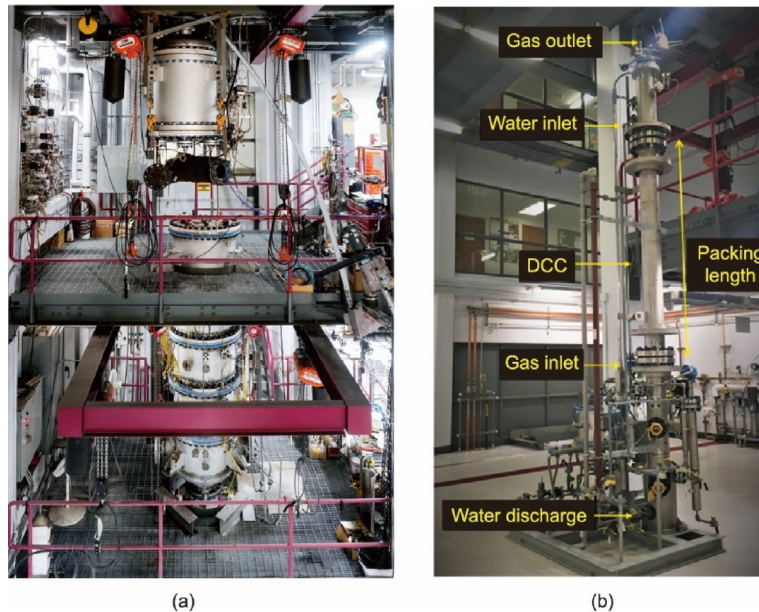 Gas outlet
Water inlet
DCC
Packing
length
Gas inlet
Water discharge
(a)
(b)